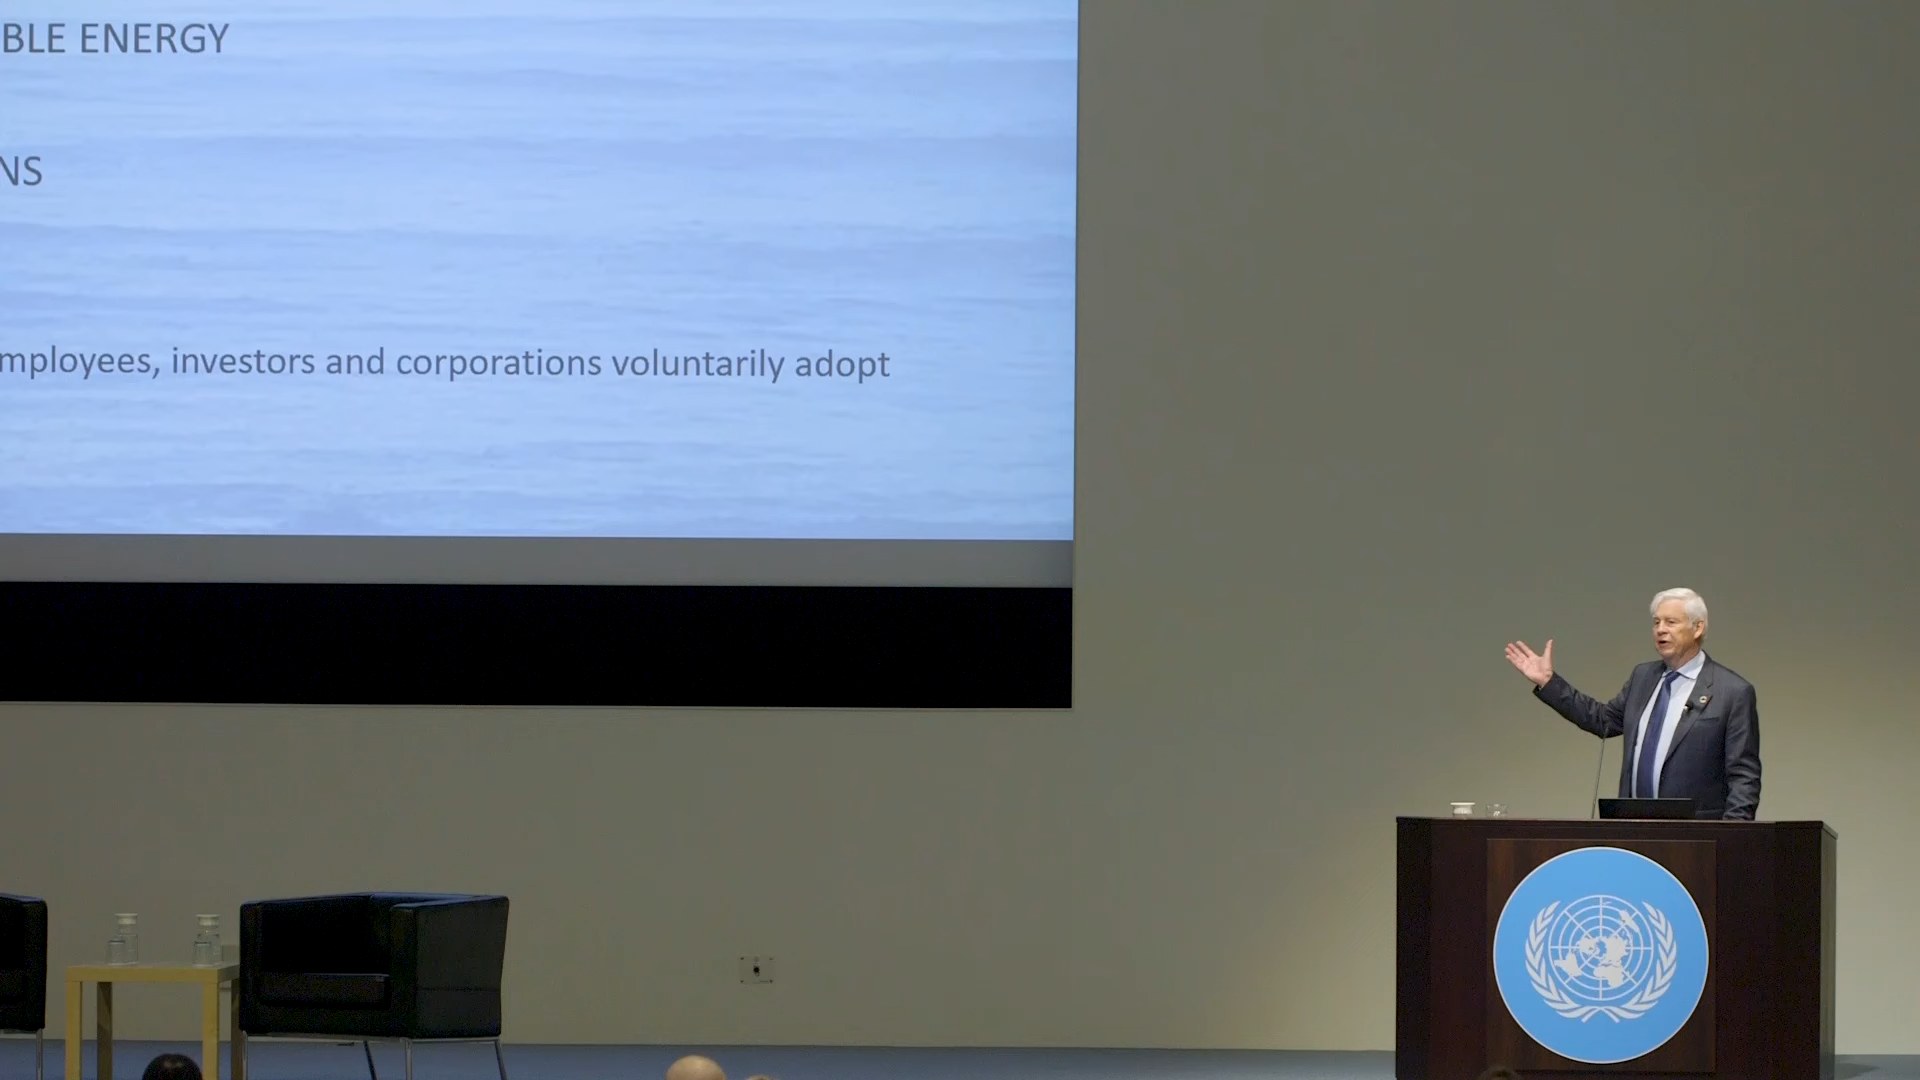 BLE ENERGY
NS
mployees, investors and corporations voluntarily adopt